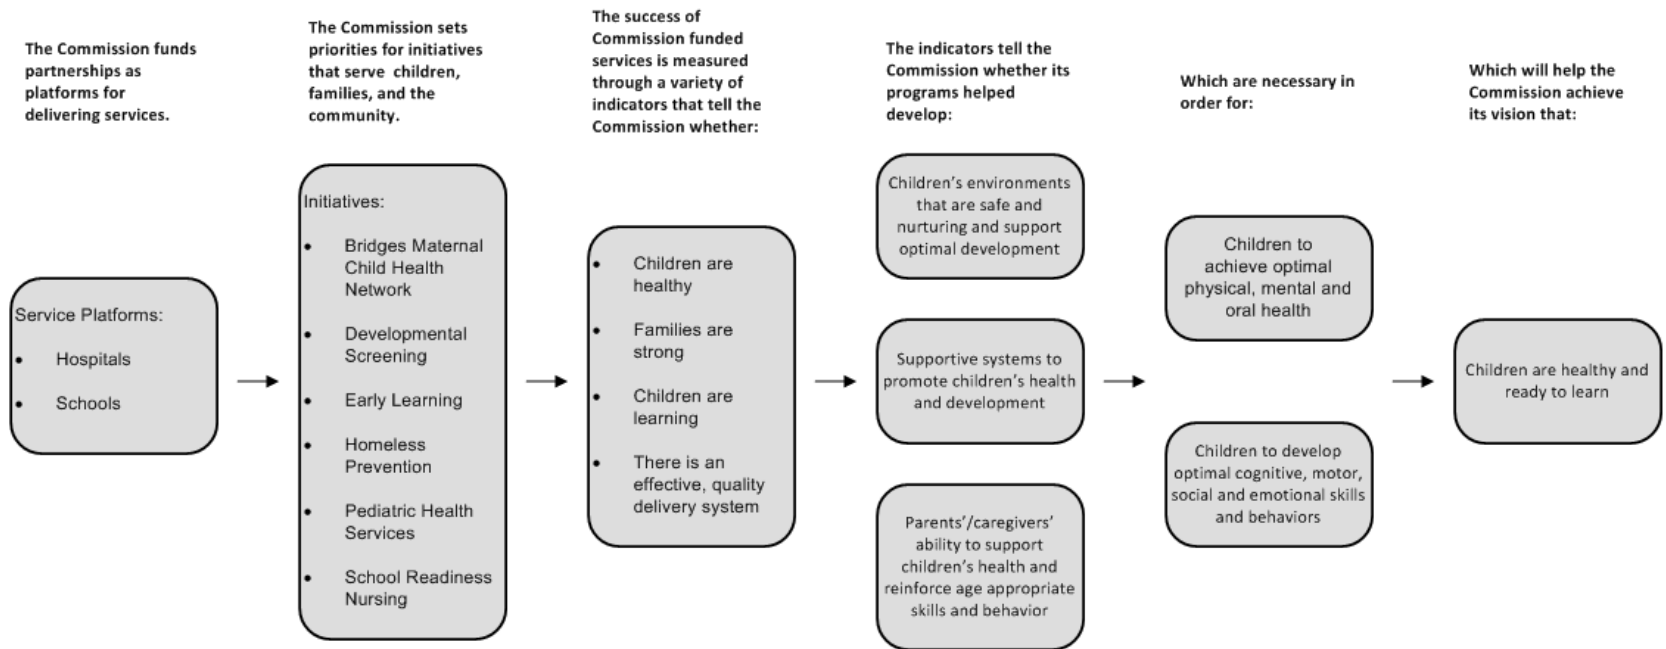 The Commission funds
partnerships as
platforms for
delivering services.
The Commission sets
priorities for initiatives
that serve children,
families, and the
community.
The success of
Commission funded
services is measured
through a variety of
indicators that tell the
Commission whether:
The indicators tell the
Commission whether its
programs helped
develop:
Which are necessary in
order for:
Which will help the
Commission achieve
its vision that:
Service Platforms:
• Hospitals
• Schools
Initiatives:
• Bridges Maternal
Child Health
Network
• Developmental
Screening
• Early Learning
• Homeless
Prevention
• Pediatric Health
Services
• School Readiness
Nursing
• Children are
healthy
• Families are
strong
• Children are
learning
• There is an
effective, quality
delivery system
Children’s environments
that are safe and
nurturing and support
optimal development
Supportive systems to
promote children’s health
and development
Parents’/caregivers’
ability to support
children’s health and
reinforce age appropriate
skills and behavior
Children to
achieve optimal
physical, mental and
oral health
Children to develop
optimal cognitive, motor,
social and emotional skills
and behaviors
Children are healthy and
ready to learn